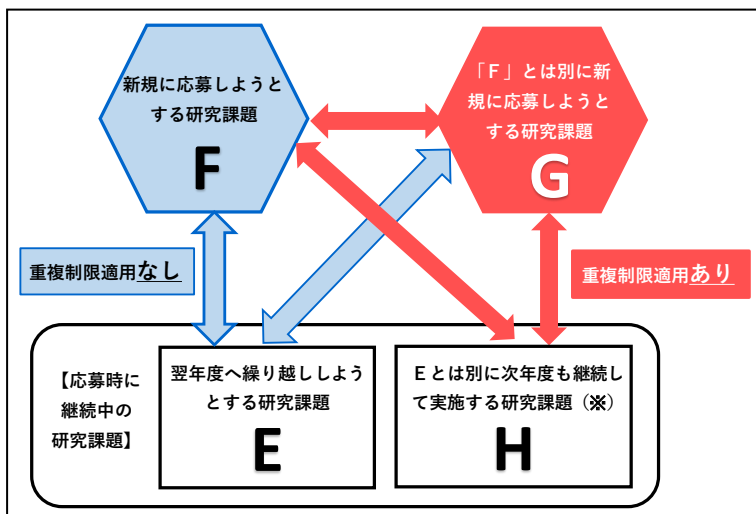 新規に応募しようと
する研究課題
F
「F」とは別に新
規に応募しようと
する研究課題
G
重複制限適用なし
重複制限適用あり
【応募時に
継続中の
研究課題】
翌年度へ繰り越ししよう
とする研究課題
E
Eとは別に次年度も継続し
て実施する研究課題（※）
H